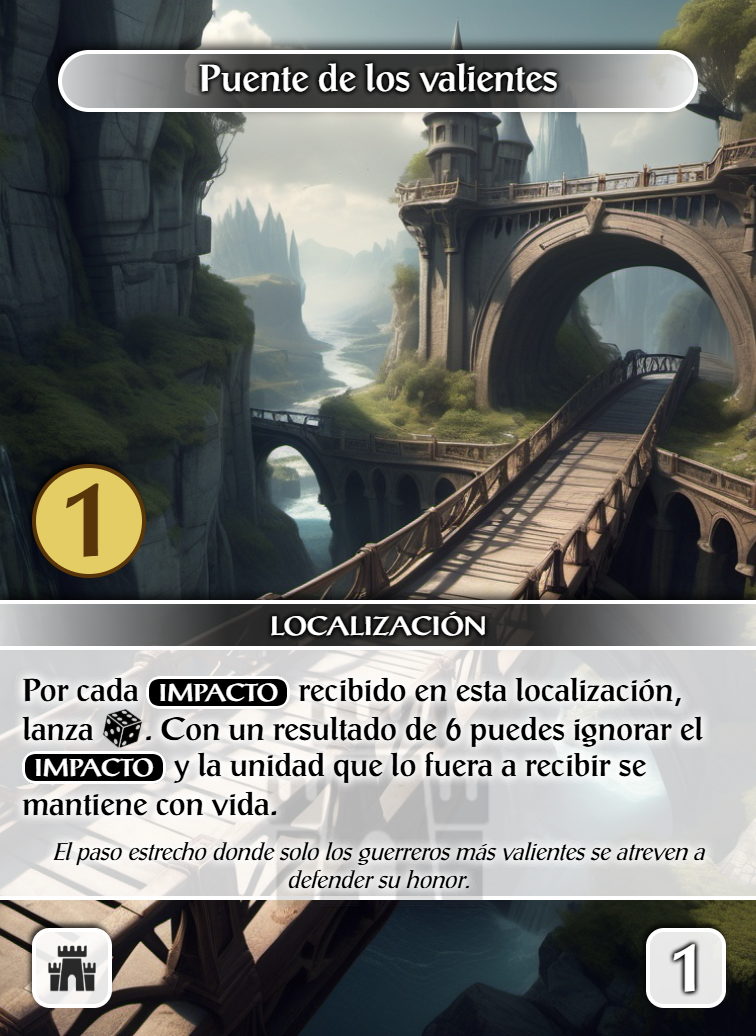 Puente de los valientes
1
LOCALIZACIÓN
Por cada IMPACTO recibido en esta localización,
lanza . Con un resultado de 6 puedes ignorar el
IMPACTO y la unidad que lo fuera a recibir se
mantiene con vida.
El paso estrecho donde solo los guerreros más valientes se atreven a
defender su honor.
1